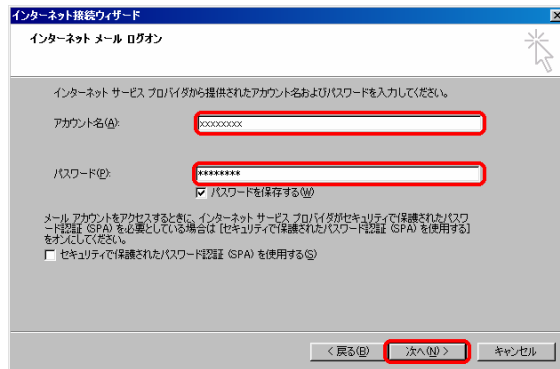 インターネット接続ウィザード
インターネット メール ログオン
インターネット サービス プロバイダから提供されたアカウント名およびパスワードを入力してください。
アカウント名(A):
xxxxxxxx
パスワード(P):
********
パスワードを保存する(W)
メール アカウントをアクセスするときに、インターネット サービス プロバイダがセキュリティで保護されたパスワ
ード認証 (SPA) を必要としている場合は [セキュリティで保護されたパスワード認証 (SPA) を使用する]
をオンにしてください。
セキュリティで保護されたパスワード認証 (SPA) を使用する(S)
< 戻る(B) 次へ(N) > キャンセル